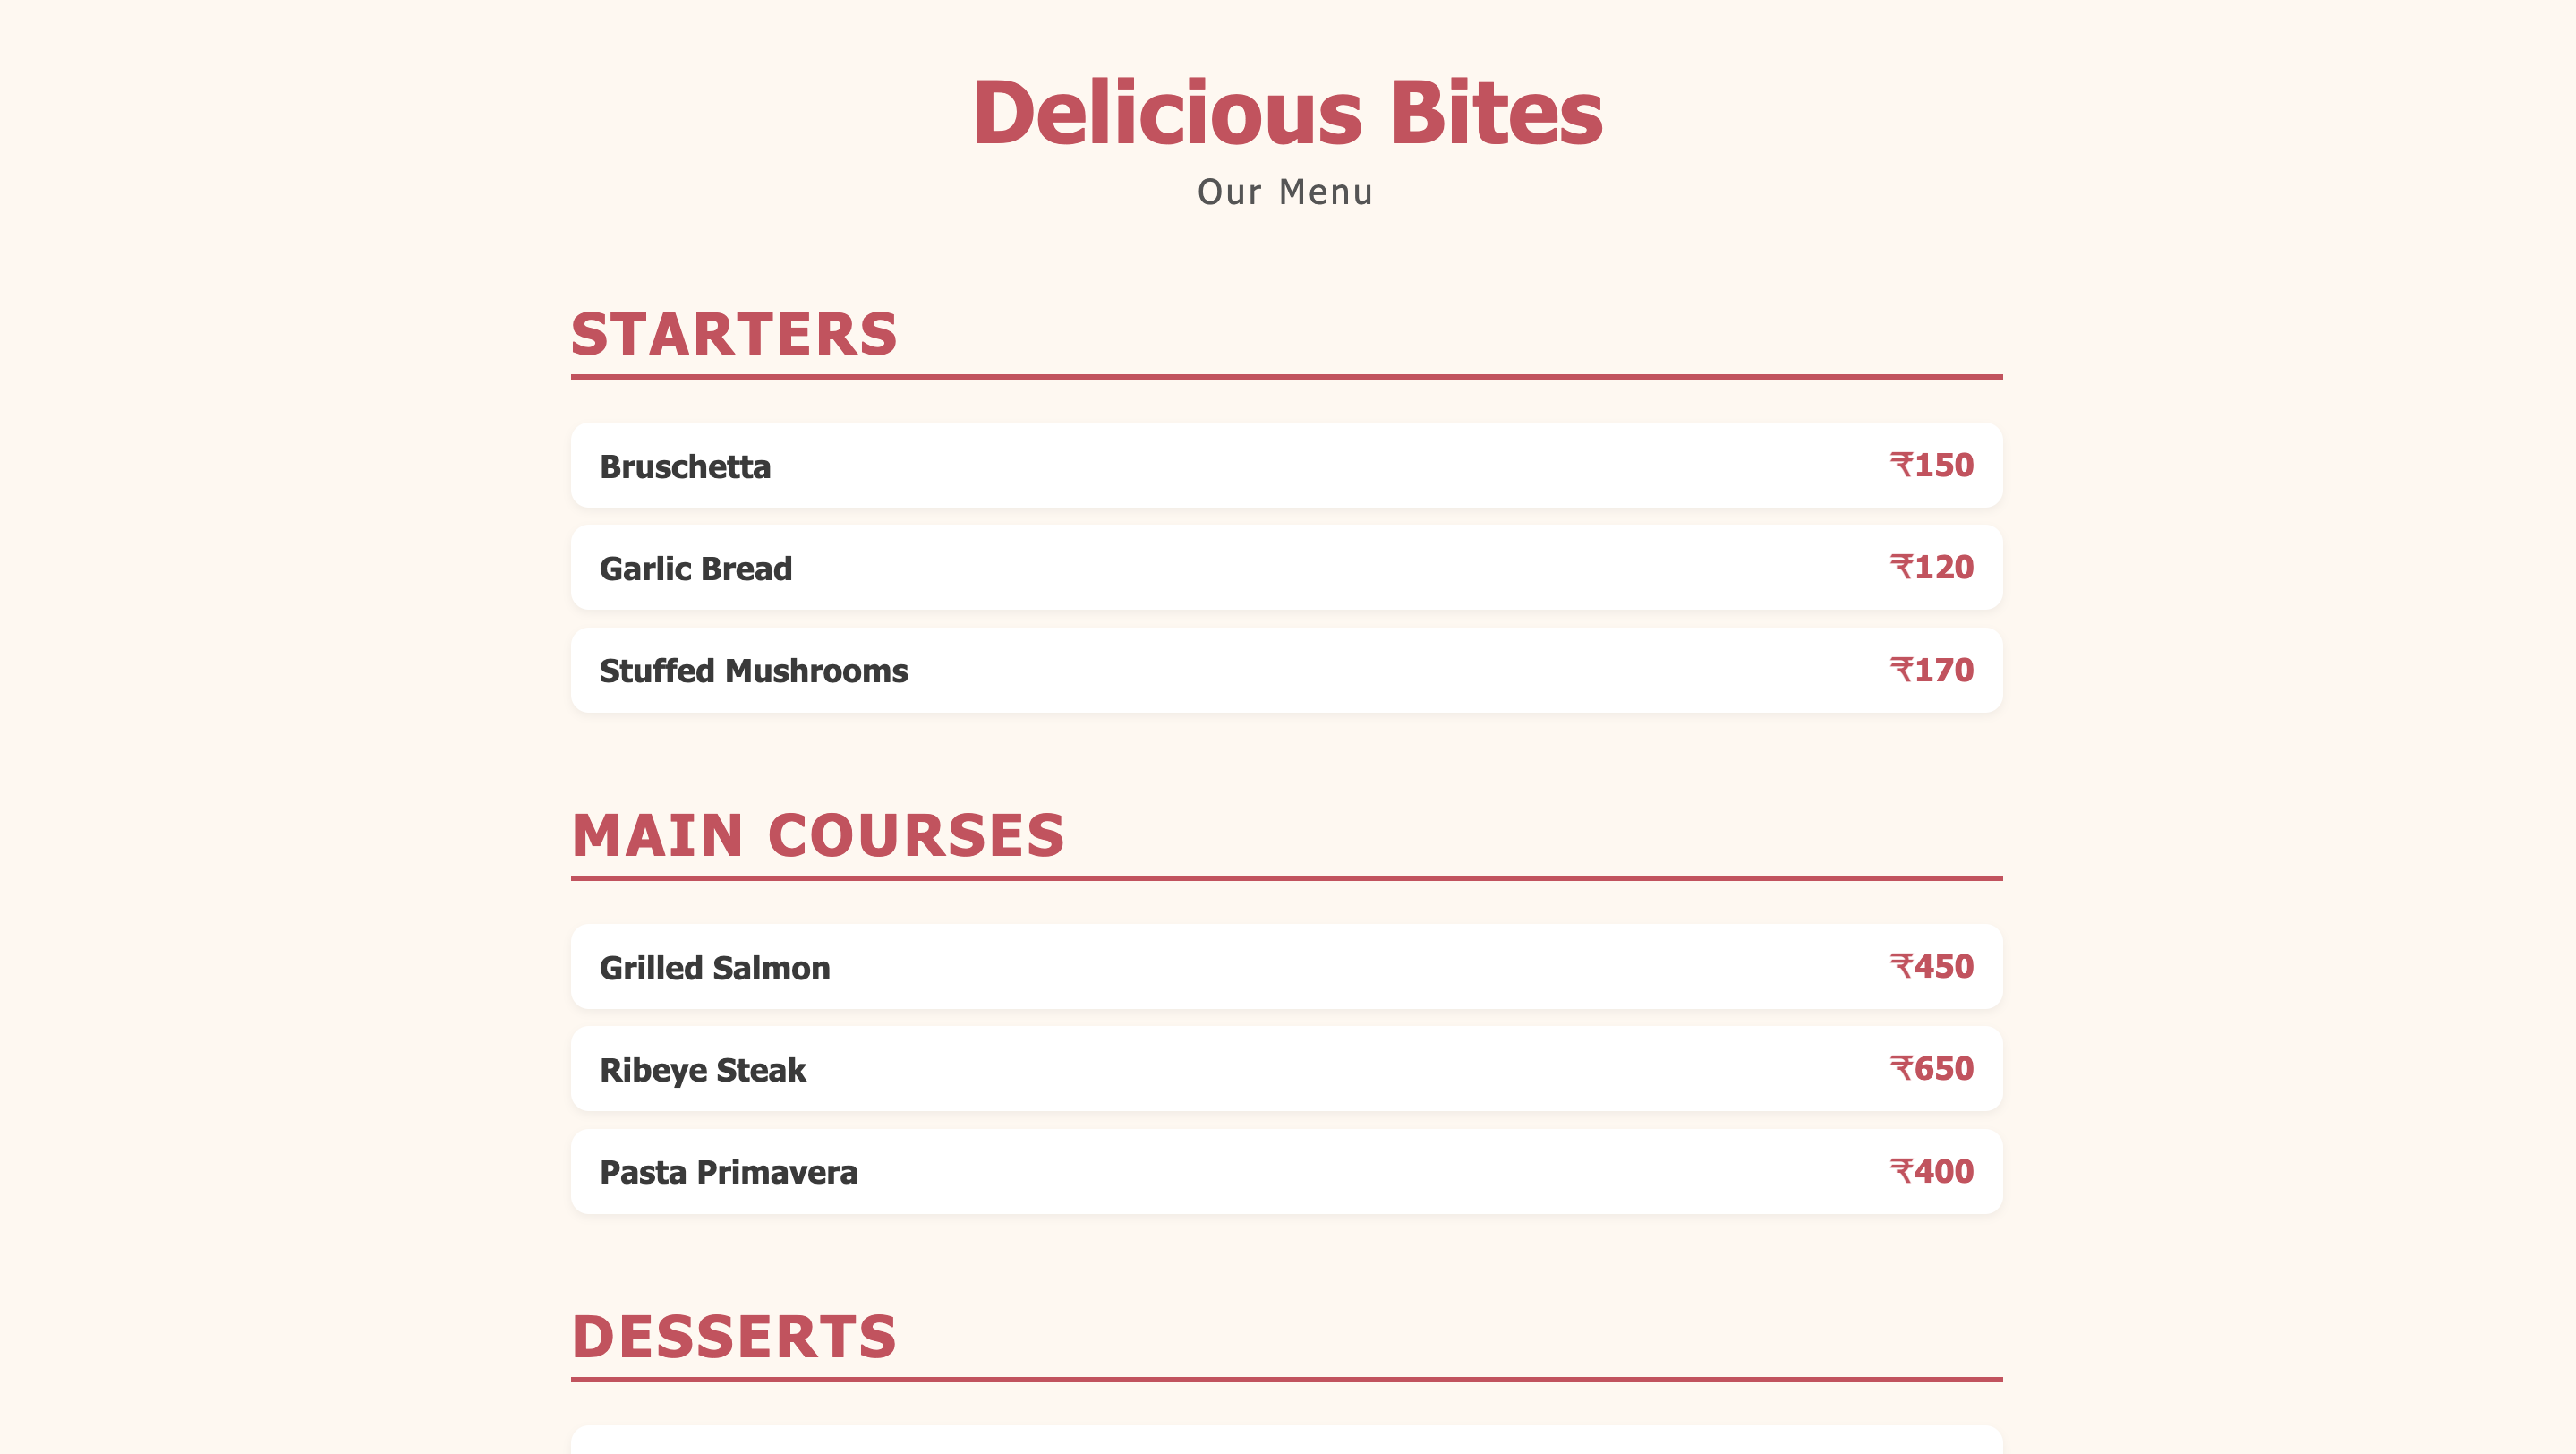 Delicious Bites
Our Menu
STARTERS
Bruschetta ₹150
Garlic Bread ₹120
Stuffed Mushrooms ₹170
MAIN COURSES
Grilled Salmon ₹450
Ribeye Steak ₹650
Pasta Primavera ₹400
DESSERTS